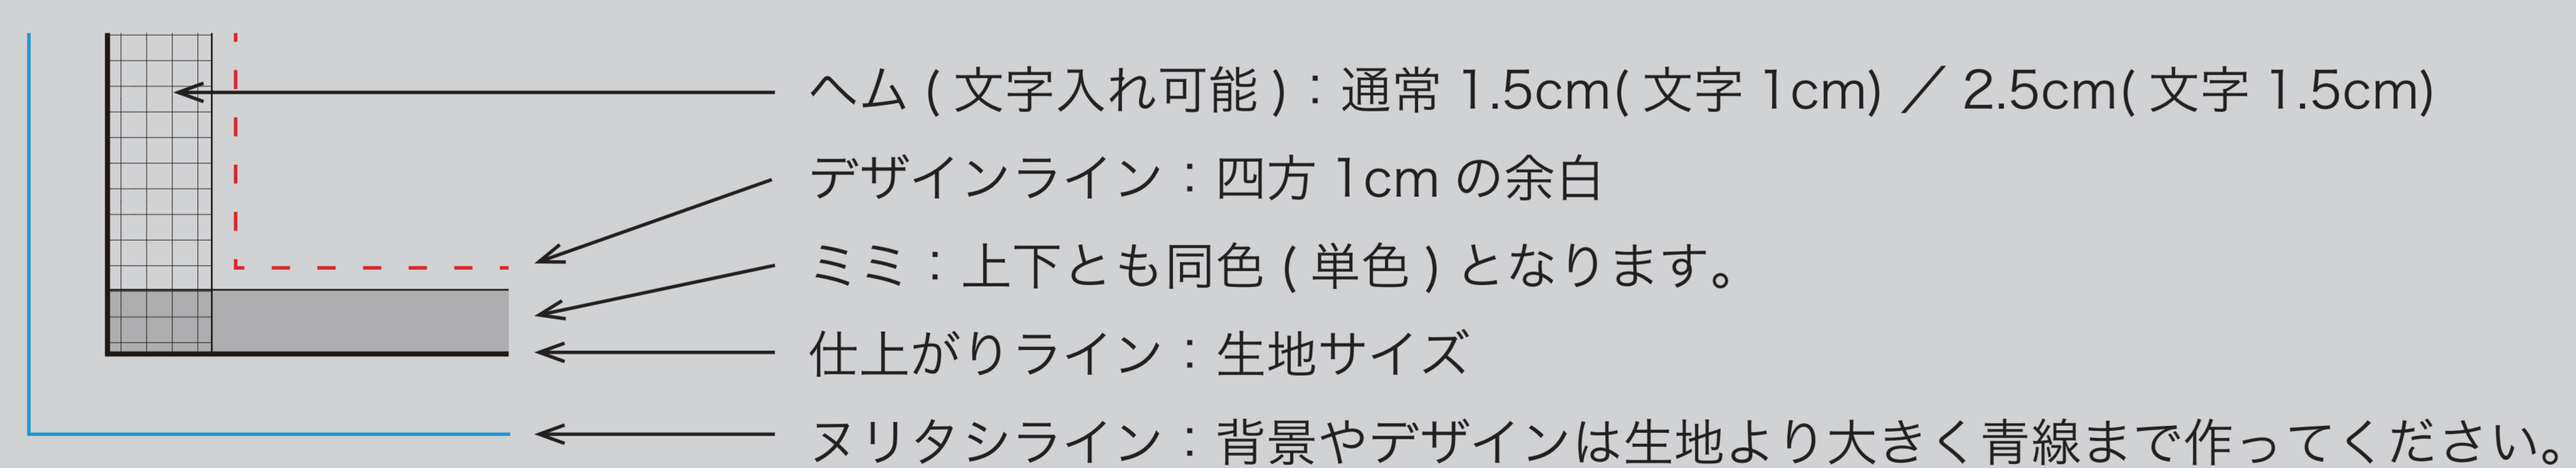 ヘム(文字入れ可能):通常 1.5cm(文字 1cm) ／ 2.5cm(文字 1.5cm)
デザインライン:四方 1cm の余白
ミミ:上下とも同色(単色)となります。
仕上がりライン:生地サイズ
ヌリタシライン:背景やデザインは生地より大きく青線まで作ってください。